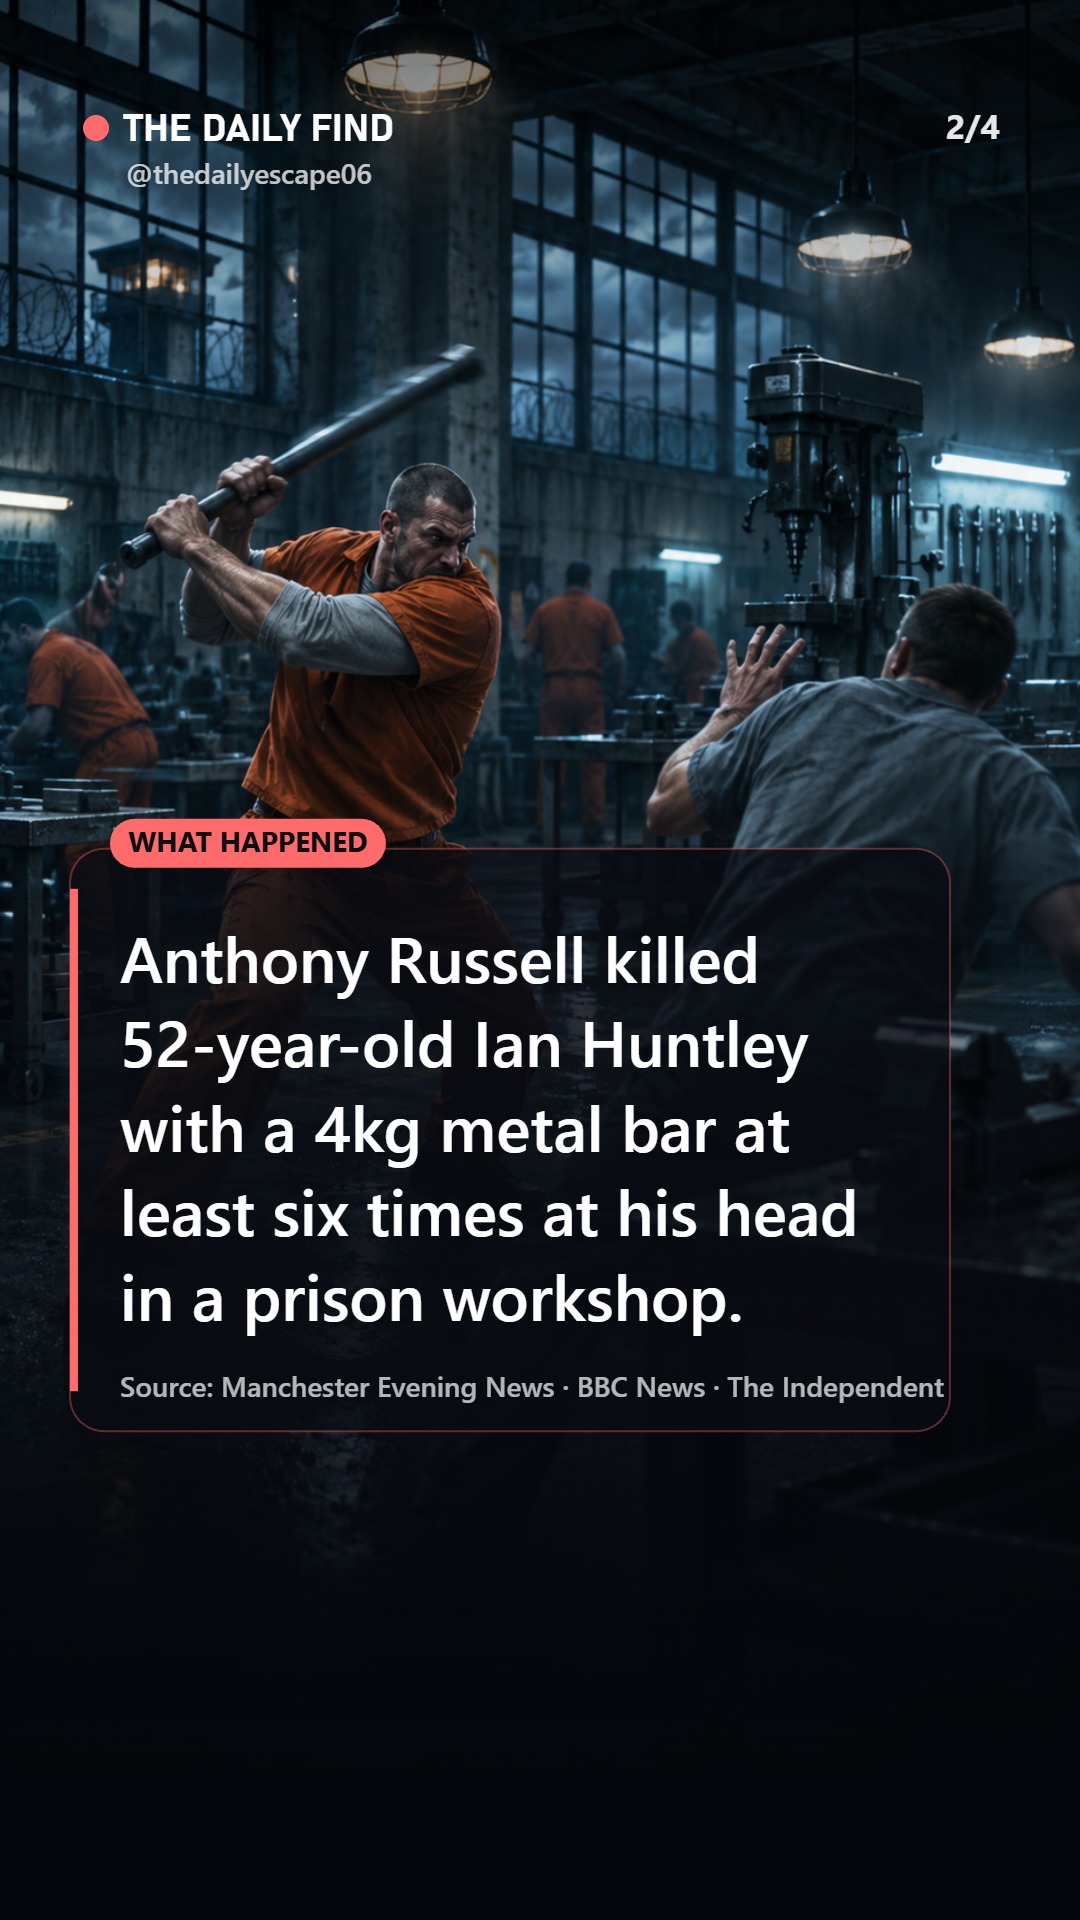 THE DAILY FIND
@thedailyescape06
2/4
WHAT HAPPENED
Anthony Russell killed
52-year-old Ian Huntley
with a 4kg metal bar at
least six times at his head
in a prison workshop.
Source: Manchester Evening News · BBC News · The Independent